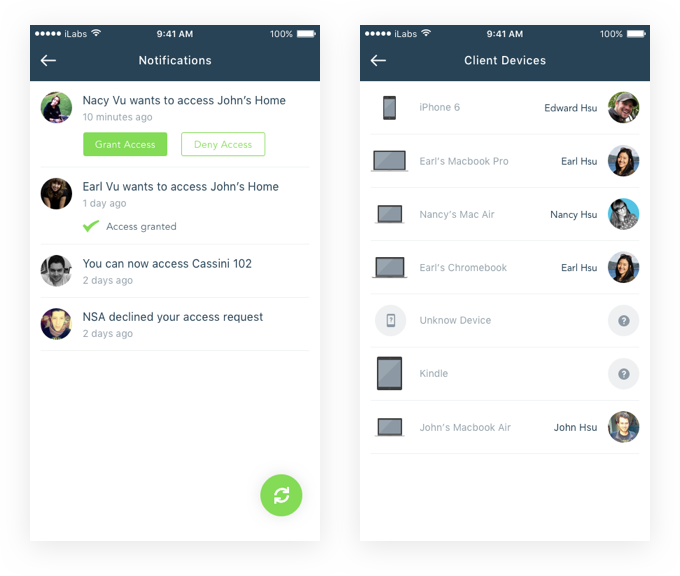 iLabs 9:41 AM 100%
Notifications
Nacy Vu wants to access John's Home
10 minutes ago
Grant Access Deny Access
Earl Vu wants to access John's Home
1 day ago
Access granted
You can now access Cassini 102
2 days ago
NSA declined your access request
2 days ago
iLabs 9:41 AM 100%
Client Devices
iPhone 6 Edward Hsu
Earl's Macbook Pro Earl Hsu
Nancy's Mac Air Nancy Hsu
Earl's Chromebook Earl Hsu
Unknow Device
Kindle
John's Macbook Air John Hsu